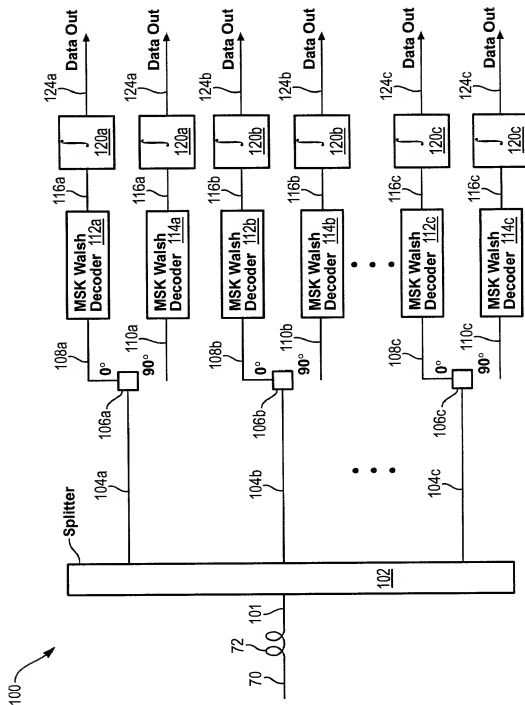 100
70
72
101
Splitter
102
104a
104b
104c
106a
0°
90°
106b
0°
90°
106c
0°
90°
108a
110a
108b
110b
108c
110c
MSK Walsh
Decoder 112a
MSK Walsh
Decoder 114a
MSK Walsh
Decoder 112b
MSK Walsh
Decoder 114b
MSK Walsh
Decoder 112c
MSK Walsh
Decoder 114c
116a
116a
116b
116b
116c
116c
∫
120a
∫
120a
∫
120b
∫
120b
∫
120c
∫
120c
124a
Data Out
124a
Data Out
124b
Data Out
124b
Data Out
124c
Data Out
124c
Data Out